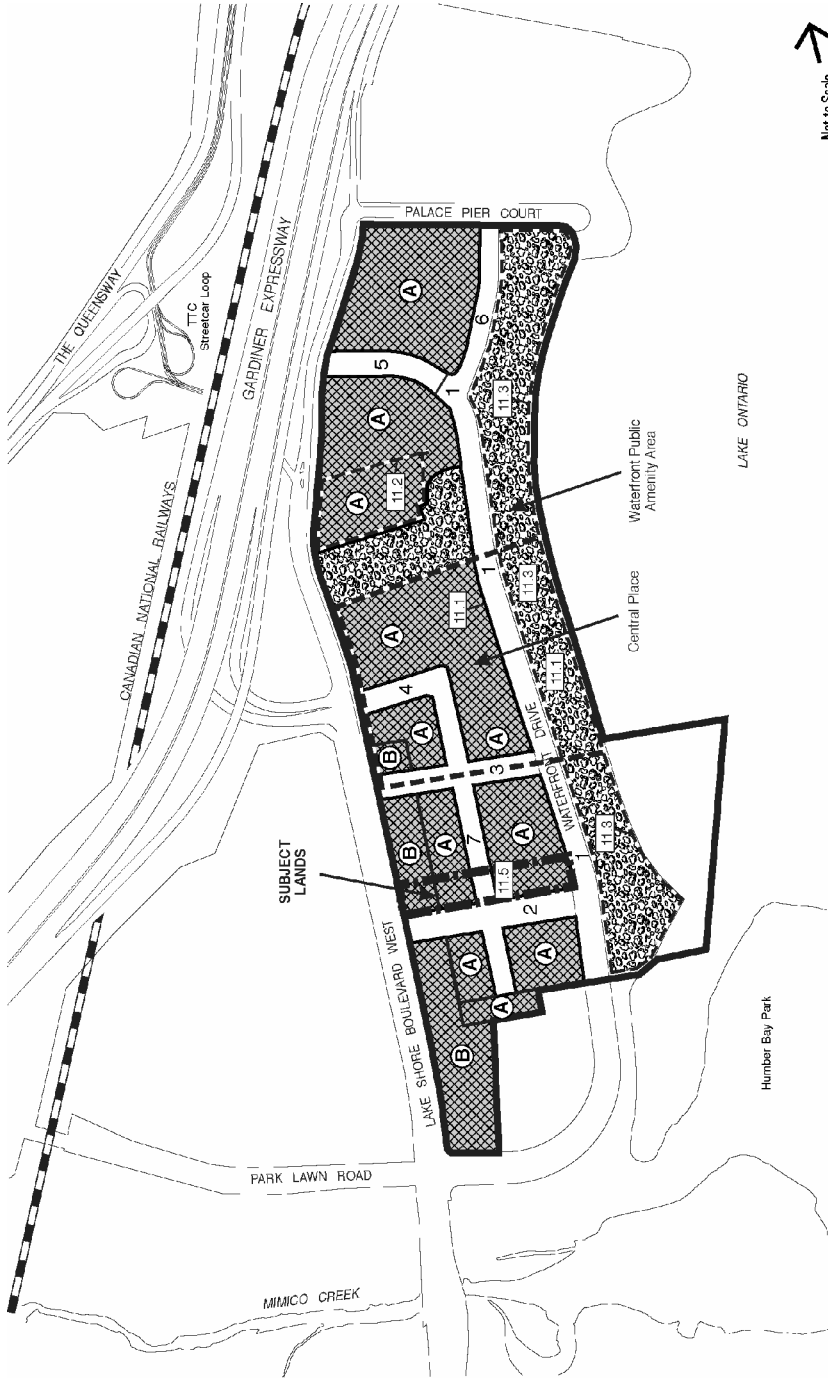 THE QUEENSWAY
TTC
Streetcar Loop
GARDINER EXPRESSWAY
CANADIAN NATIONAL RAILWAYS
PALACE PIER COURT
Not to Scale
A
6
5
1
11.3
A
A
11.2
Waterfront Public
Amenity Area
LAKE ONTARIO
1
11.3
A
11.1
Central Place
11.1
4
A
B
A
3
WATERFRONT DRIVE
SUBJECT
LANDS
B
A
7
A
11.5
1
11.3
2
LAKE SHORE BOULEVARD WEST
A
A
A
B
Humber Bay Park
PARK LAWN ROAD
MIMICO CREEK